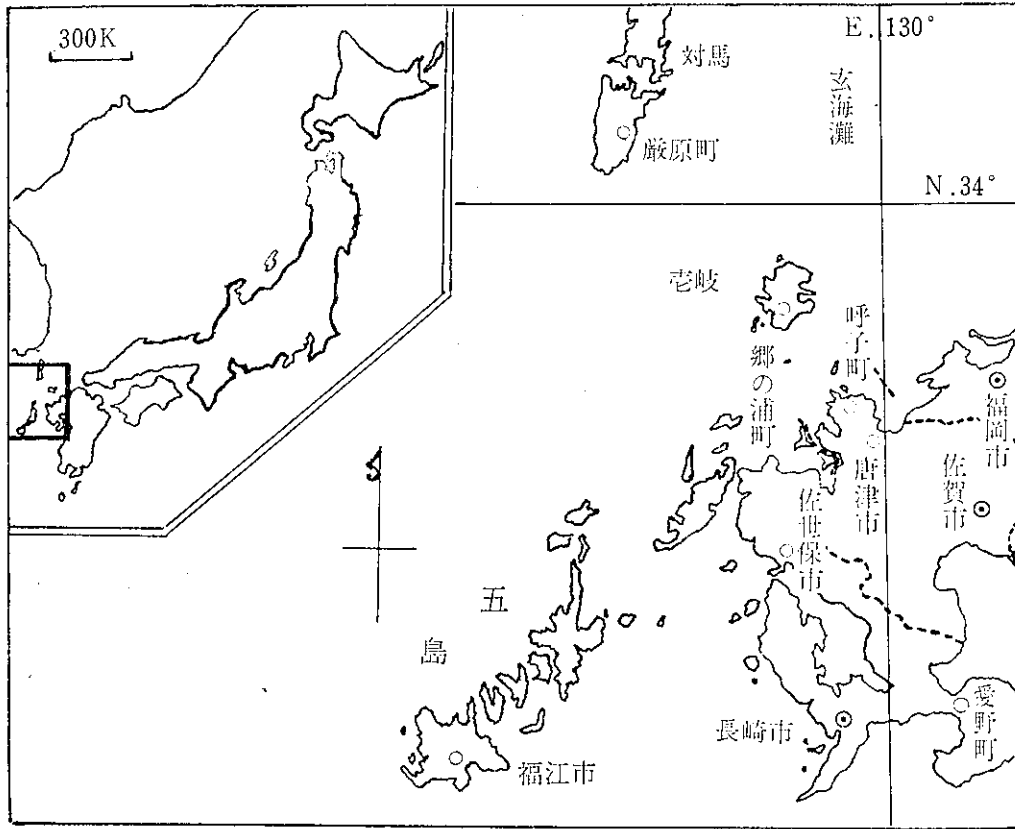 300K
E. 130°
対馬
玄海灘
厳原町
N. 34°
壱岐
郷の浦町
呼子町
福岡市
唐津市
佐賀市
佐世保市
五島
愛野町
長崎市
福江市